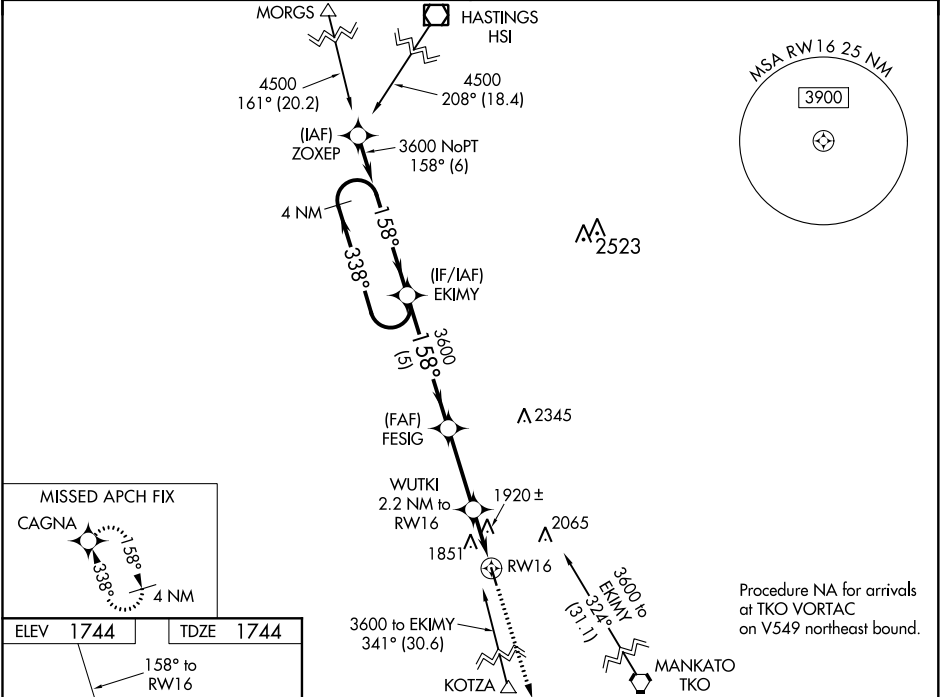 MORGS
HASTINGS
HSI
MSA RW16 25 NM
3900
4500
161° (20.2)
4500
208° (18.4)
(IAF)
ZOXEP
3600 NoPT
158° (6)
4 NM
158°
338°
2523
(IF/IAF)
EKIMY
3600
158°
(5)
(FAF)
FESIG
2345
WUTKI
2.2 NM to
RW16
1920 ±
2065
1851
RW16
MISSED APCH FIX
CAGNA
158°
338°
4 NM
3600 to
EKIMY
324°
(31.1)
Procedure NA for arrivals
at TKO VORTAC
on V549 northeast bound.
ELEV 1744
TDZE 1744
158° to
RW16
3600 to EKIMY
341° (30.6)
KOTZA
MANKATO
TKO